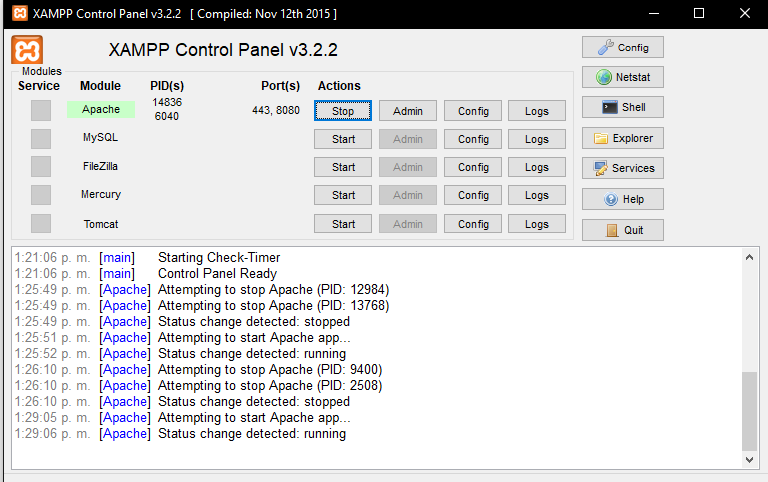 XAMPP Control Panel v3.2.2 [ Compiled: Nov 12th 2015 ]
XAMPP Control Panel v3.2.2
Config
Modules
Service Module PID(s) Port(s) Actions
Netstat
Apache 14836 6040 443, 8080 Stop Admin Config Logs
Shell
MySQL Start Admin Config Logs
Explorer
FileZilla Start Admin Config Logs
Services
Mercury Start Admin Config Logs
Help
Tomcat Start Admin Config Logs
Quit
1:21:06 p. m. [main] Starting Check-Timer
1:21:06 p. m. [main] Control Panel Ready
1:25:49 p. m. [Apache] Attempting to stop Apache (PID: 12984)
1:25:49 p. m. [Apache] Attempting to stop Apache (PID: 13768)
1:25:49 p. m. [Apache] Status change detected: stopped
1:25:51 p. m. [Apache] Attempting to start Apache app...
1:25:52 p. m. [Apache] Status change detected: running
1:26:10 p. m. [Apache] Attempting to stop Apache (PID: 9400)
1:26:10 p. m. [Apache] Attempting to stop Apache (PID: 2508)
1:26:10 p. m. [Apache] Status change detected: stopped
1:29:05 p. m. [Apache] Attempting to start Apache app...
1:29:06 p. m. [Apache] Status change detected: running